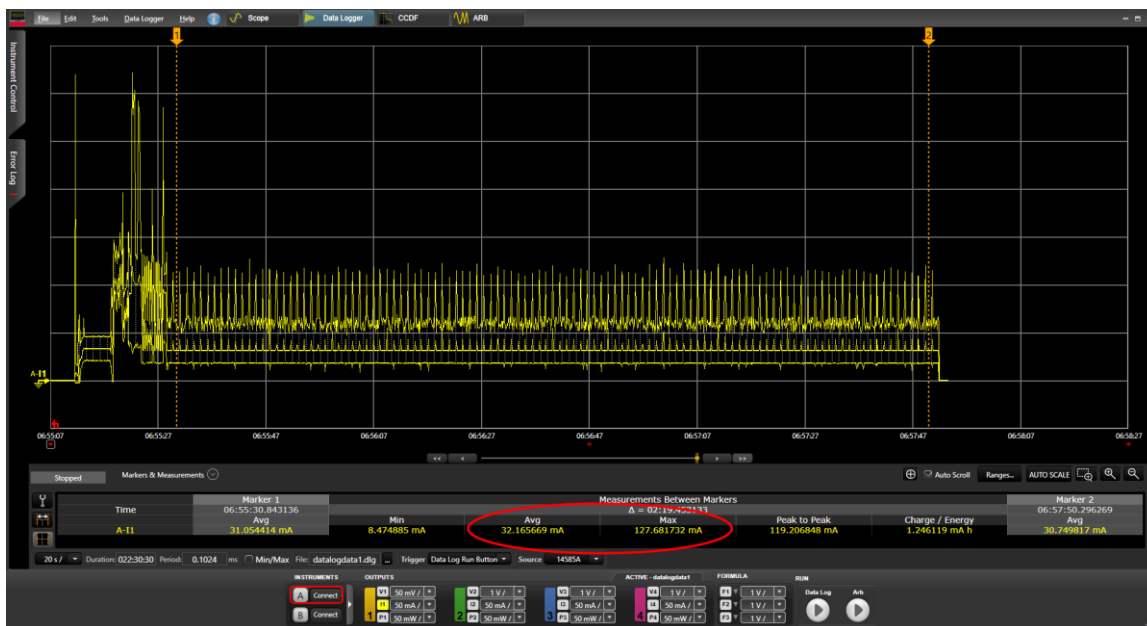 File Edit Tools Data Logger Help Scope Data Logger CCDF ARB
Instrument Control
Error Log
1 2
A-I1
06:55:07 06:55:27 06:55:47 06:56:07 06:56:27 06:56:47 06:57:07 06:57:27 06:57:47 06:58:07 06:58:27
<< < > >>
Stopped Markers & Measurements Auto Scroll Ranges... AUTO SCALE
Marker 1 Measurements Between Markers Marker 2
Time 06:55:30.843136 06:57:50.296269
Avg Min Avg Max Peak to Peak Charge / Energy Avg
A-I1 31.054414 mA 8.474885 mA 32.165669 mA 127.681732 mA 119.206848 mA 1.246119 mA h 30.749817 mA
20 s / Duration: 022:30:30 Period: 0.1024 ms Min/Max File: datalogdata1.dlg ... Trigger Data Log Run Button Source 14585A
INSTRUMENTS OUTPUTS ACTIVE - datalogdata1 FORMULA RUN
A Connect V1 50 mV / V2 1 V / V3 1 V / V4 1 V / F1 1 V / Data Log Arb
I1 50 mA / I2 50 mA / I3 50 mA / I4 50 mA / F2 1 V /
B Connect 1 P1 50 mW / 2 P2 50 mW / 3 P3 50 mW / 4 P4 50 mW / F3 1 V /